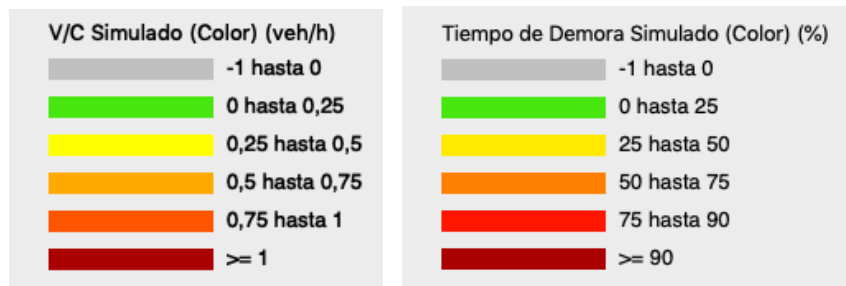 V/C Simulado (Color) (veh/h)
-1 hasta 0
0 hasta 0,25
0,25 hasta 0,5
0,5 hasta 0,75
0,75 hasta 1
>= 1
Tiempo de Demora Simulado (Color) (%)
-1 hasta 0
0 hasta 25
25 hasta 50
50 hasta 75
75 hasta 90
>= 90